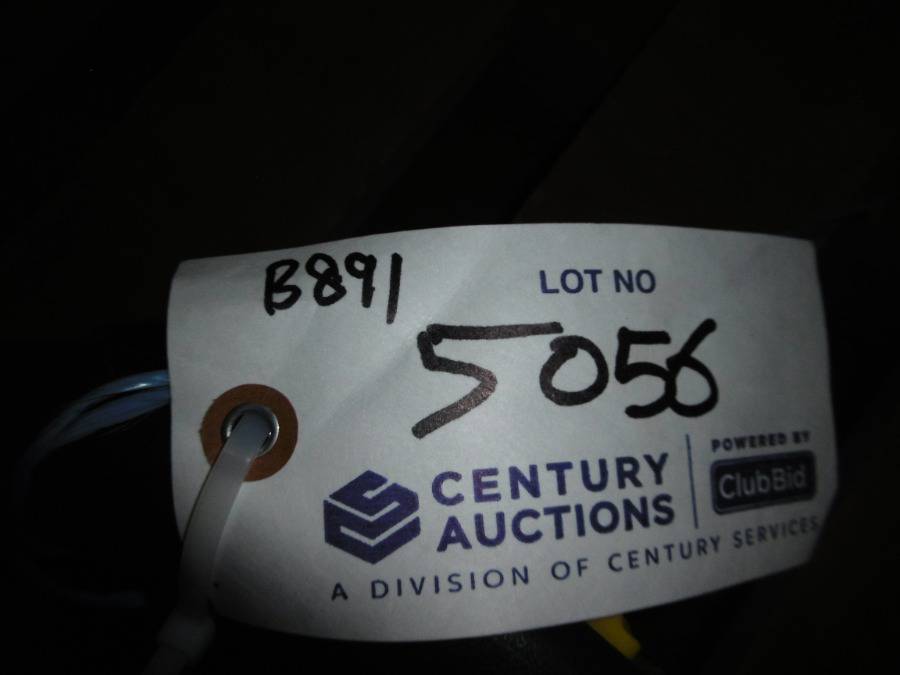 B891
LOT NO
5056
CENTURY
AUCTIONS
POWERED BY
ClubBid
A DIVISION OF CENTURY SERVICES